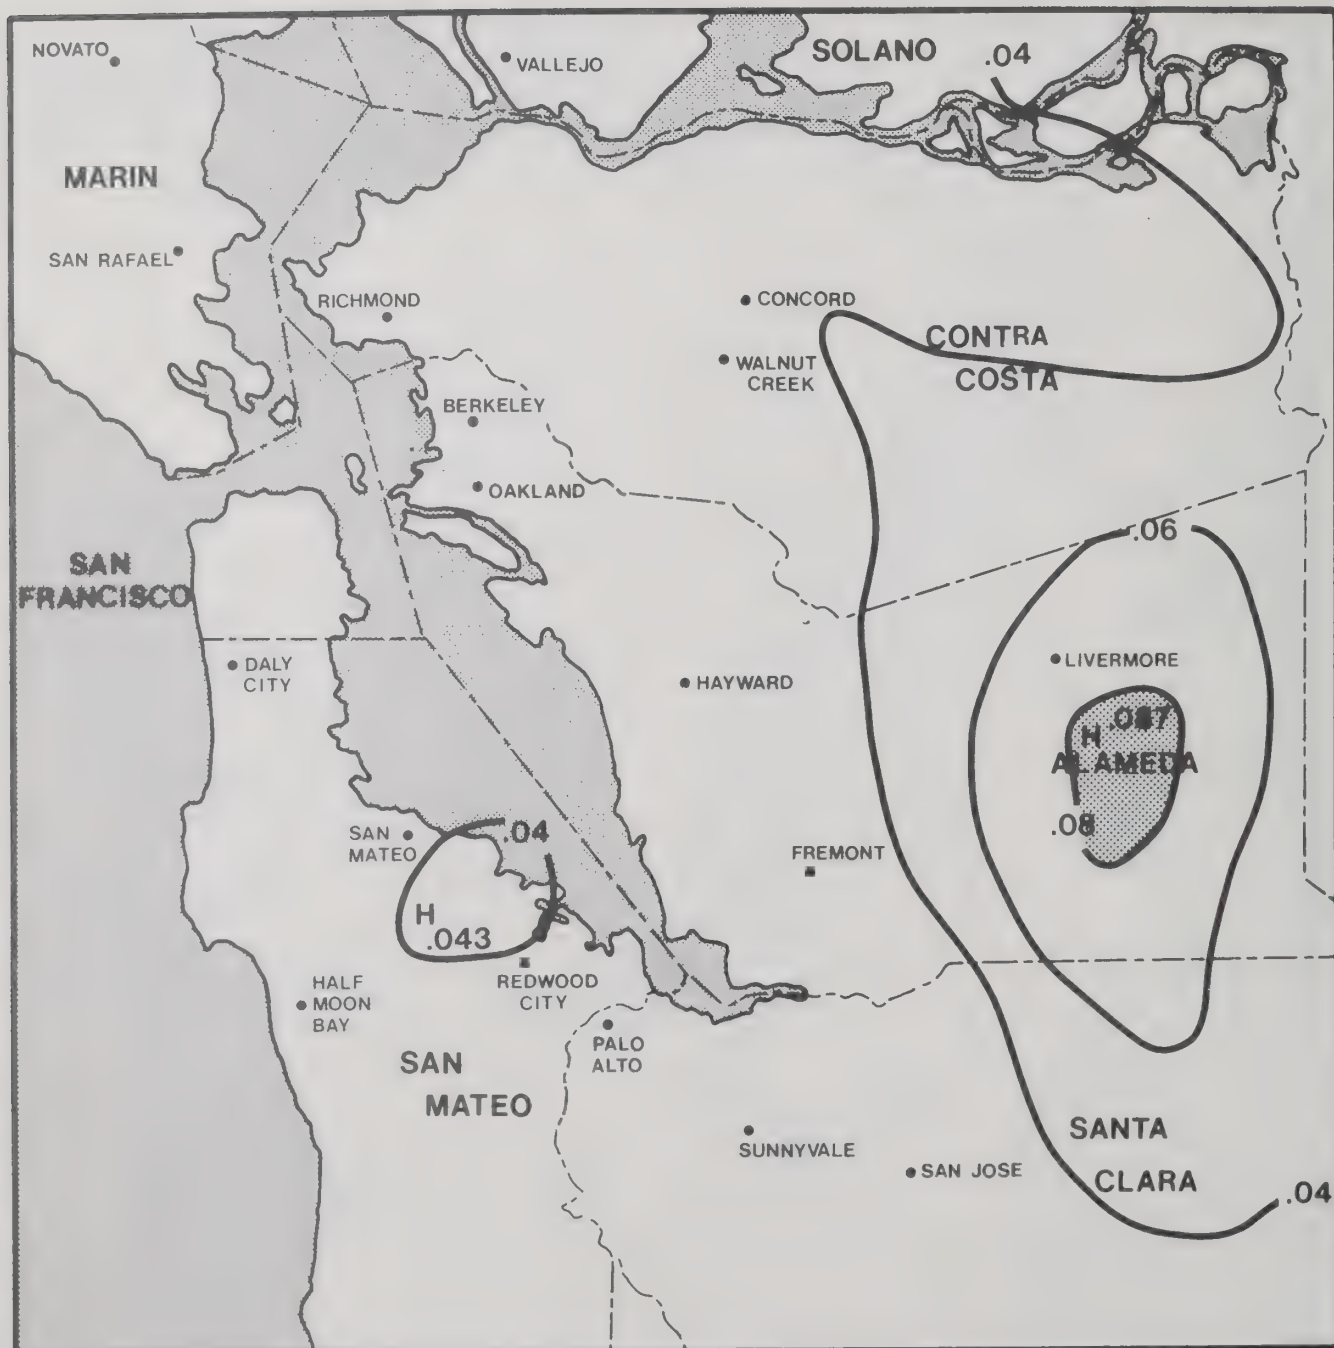 NOVATO
VALLEJO
SOLANO
.04
MARIN
SAN RAFAEL
RICHMOND
CONCORD
CONTRA
COSTA
WALNUT
CREEK
BERKELEY
OAKLAND
.06
SAN
FRANCISCO
DALY
CITY
HAYWARD
LIVERMORE
H .087
ALAMEDA
.08
SAN
MATEO
.04
FREMONT
H
.043
REDWOOD
CITY
HALF
MOON
BAY
PALO
ALTO
SAN
MATEO
SUNNYVALE
SAN JOSE
SANTA
CLARA
.04